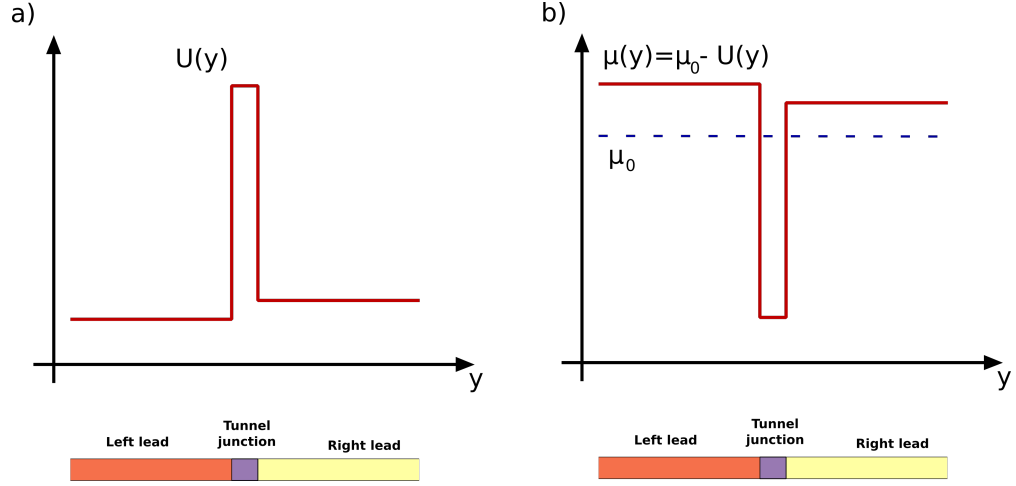 a)
U(y)
y
Left lead
Tunnel
junction
Right lead
b)
μ(y)=μ₀- U(y)
μ₀
y
Left lead
Tunnel
junction
Right lead